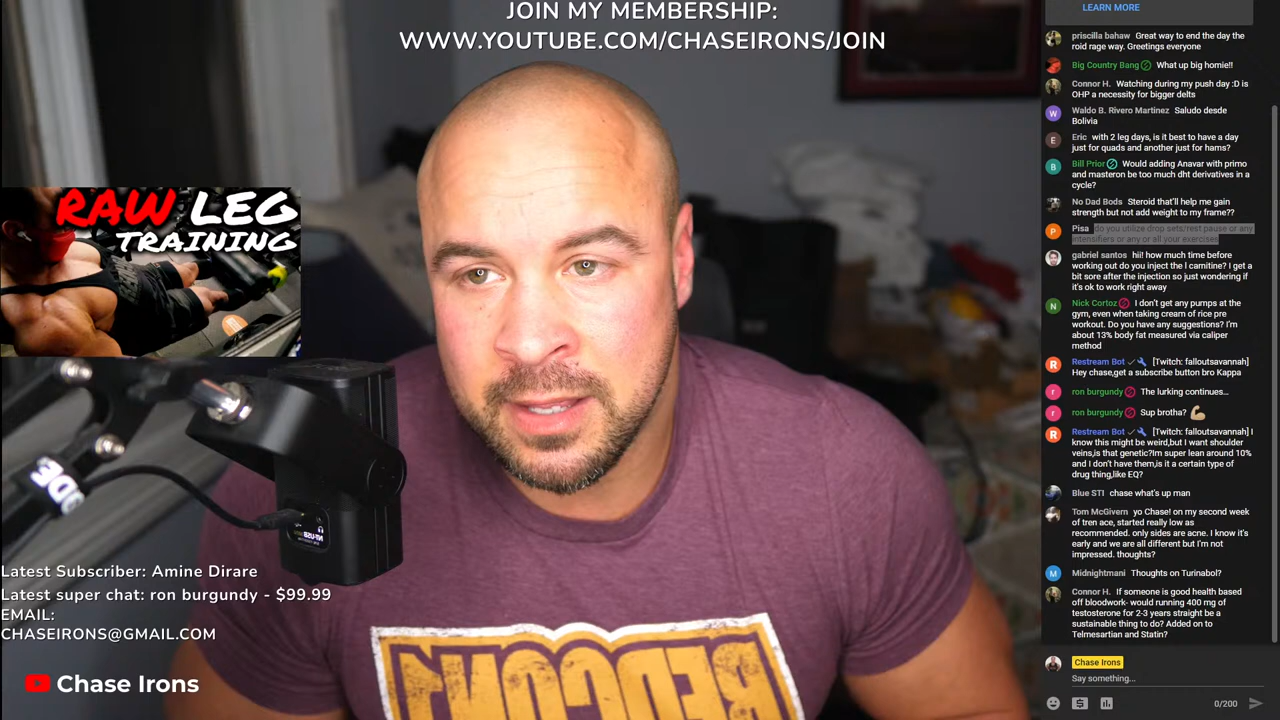 JOIN MY MEMBERSHIP:
WWW.YOUTUBE.COM/CHASEIRONS/JOIN
RAW LEG
TRAINING
Latest Subscriber: Amine Dirare
Latest super chat: ron burgundy - $99.99
EMAIL:
CHASEIRONS@GMAIL.COM
Chase Irons
REDCON1
LEARN MORE
priscilla bahaw Great way to end the day the
roid rage way. Greetings everyone
Big Country Bang What up big homie!!
Connor H. Watching during my push day :D is
OHP a necessity for bigger delts
Waldo B. Rivero Martinez Saludo desde
Bolivia
Eric with 2 leg days, is it best to have a day
just for quads and another just for hams?
Bill Prior Would adding Anavar with primo
and masteron be too much dht derivatives in a
cycle?
No Dad Bods Steroid that'll help me gain
strength but not add weight to my frame??
Pisa do you utilize drop sets/rest pause or any
intensifiers or any or all your exercises
gabriel santos hii! how much time before
working out do you inject the l carnitine? I get a
bit sore after the injection so just wondering if
it's ok to work right away
Nick Cortoz I don't get any pumps at the
gym, even when taking cream of rice pre
workout. Do you have any suggestions? I'm
about 13% body fat measured via caliper
method
Restream Bot [Twitch: falloutsavannah]
Hey chase,get a subscribe button bro Kappa
ron burgundy The lurking continues...
ron burgundy Sup brotha?
Restream Bot [Twitch: falloutsavannah] I
know this might be weird,but I want shoulder
veins,is that genetic?Im super lean around 10%
and I don't have them,is it a certain type of
drug thing,like EQ?
Blue STI chase what's up man
Tom McGivern yo Chase! on my second week
of tren ace, started really low as
recommended. only sides are acne. I know it's
early and we are all different but I'm not
impressed. thoughts?
Midnightmani Thoughts on Turinabol?
Connor H. If someone is good health based
off bloodwork- would running 400 mg of
testosterone for 2-3 years straight be a
sustainable thing to do? Added on to
Telmesartian and Statin?
Chase Irons
Say something...
0/200